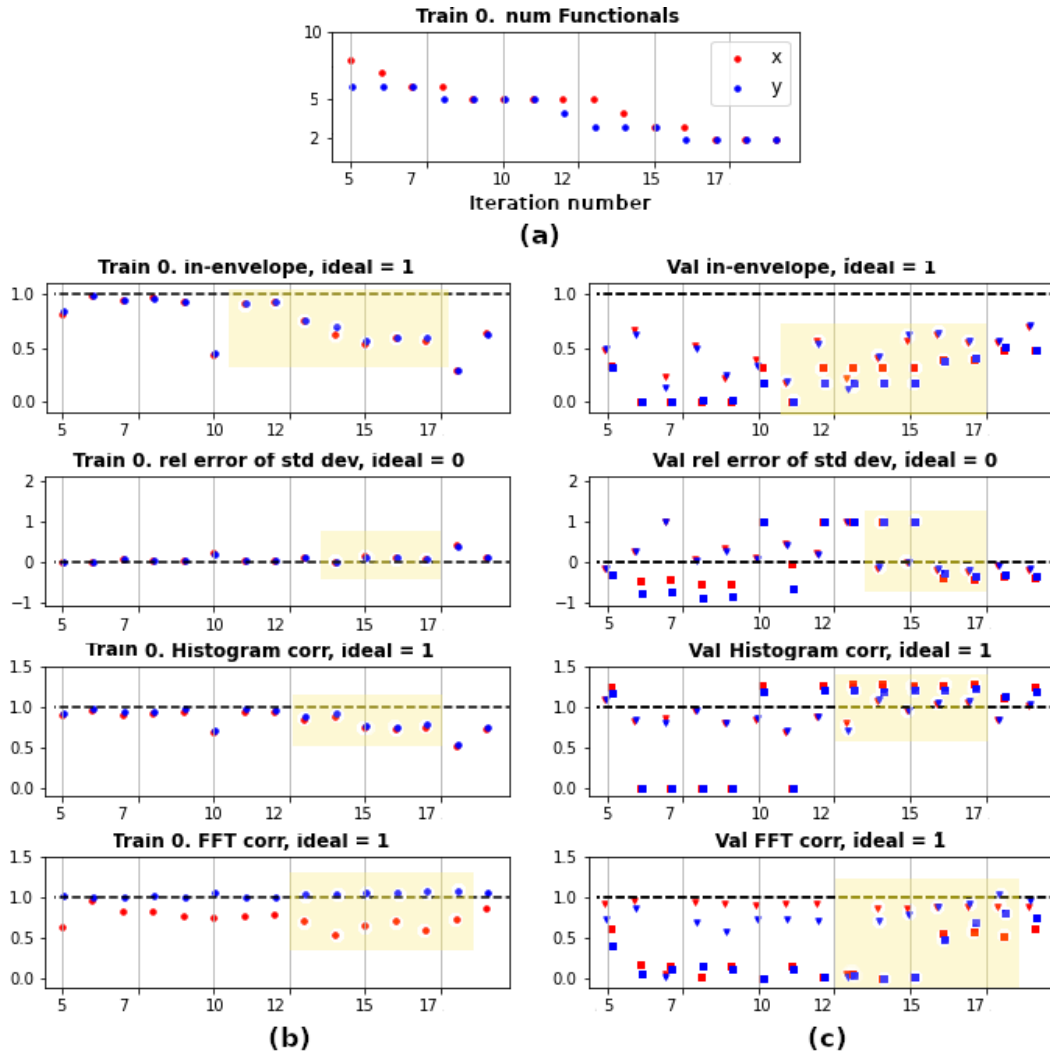 Train 0. num Functionals
10
5
2
x
y
5 7 10 12 15 17
Iteration number
(a)
Train 0. in-envelope, ideal = 1
1.0
0.5
0.0
5 7 10 12 15 17
Val in-envelope, ideal = 1
1.0
0.5
0.0
5 7 10 12 15 17
Train 0. rel error of std dev, ideal = 0
2
1
0
−1
5 7 10 12 15 17
Val rel error of std dev, ideal = 0
2
1
0
−1
5 7 10 12 15 17
Train 0. Histogram corr, ideal = 1
1.5
1.0
0.5
0.0
5 7 10 12 15 17
Val Histogram corr, ideal = 1
1.5
1.0
0.5
0.0
5 7 10 12 15 17
Train 0. FFT corr, ideal = 1
1.5
1.0
0.5
0.0
5 7 10 12 15 17
Val FFT corr, ideal = 1
1.5
1.0
0.5
0.0
5 7 10 12 15 17
(b)
(c)